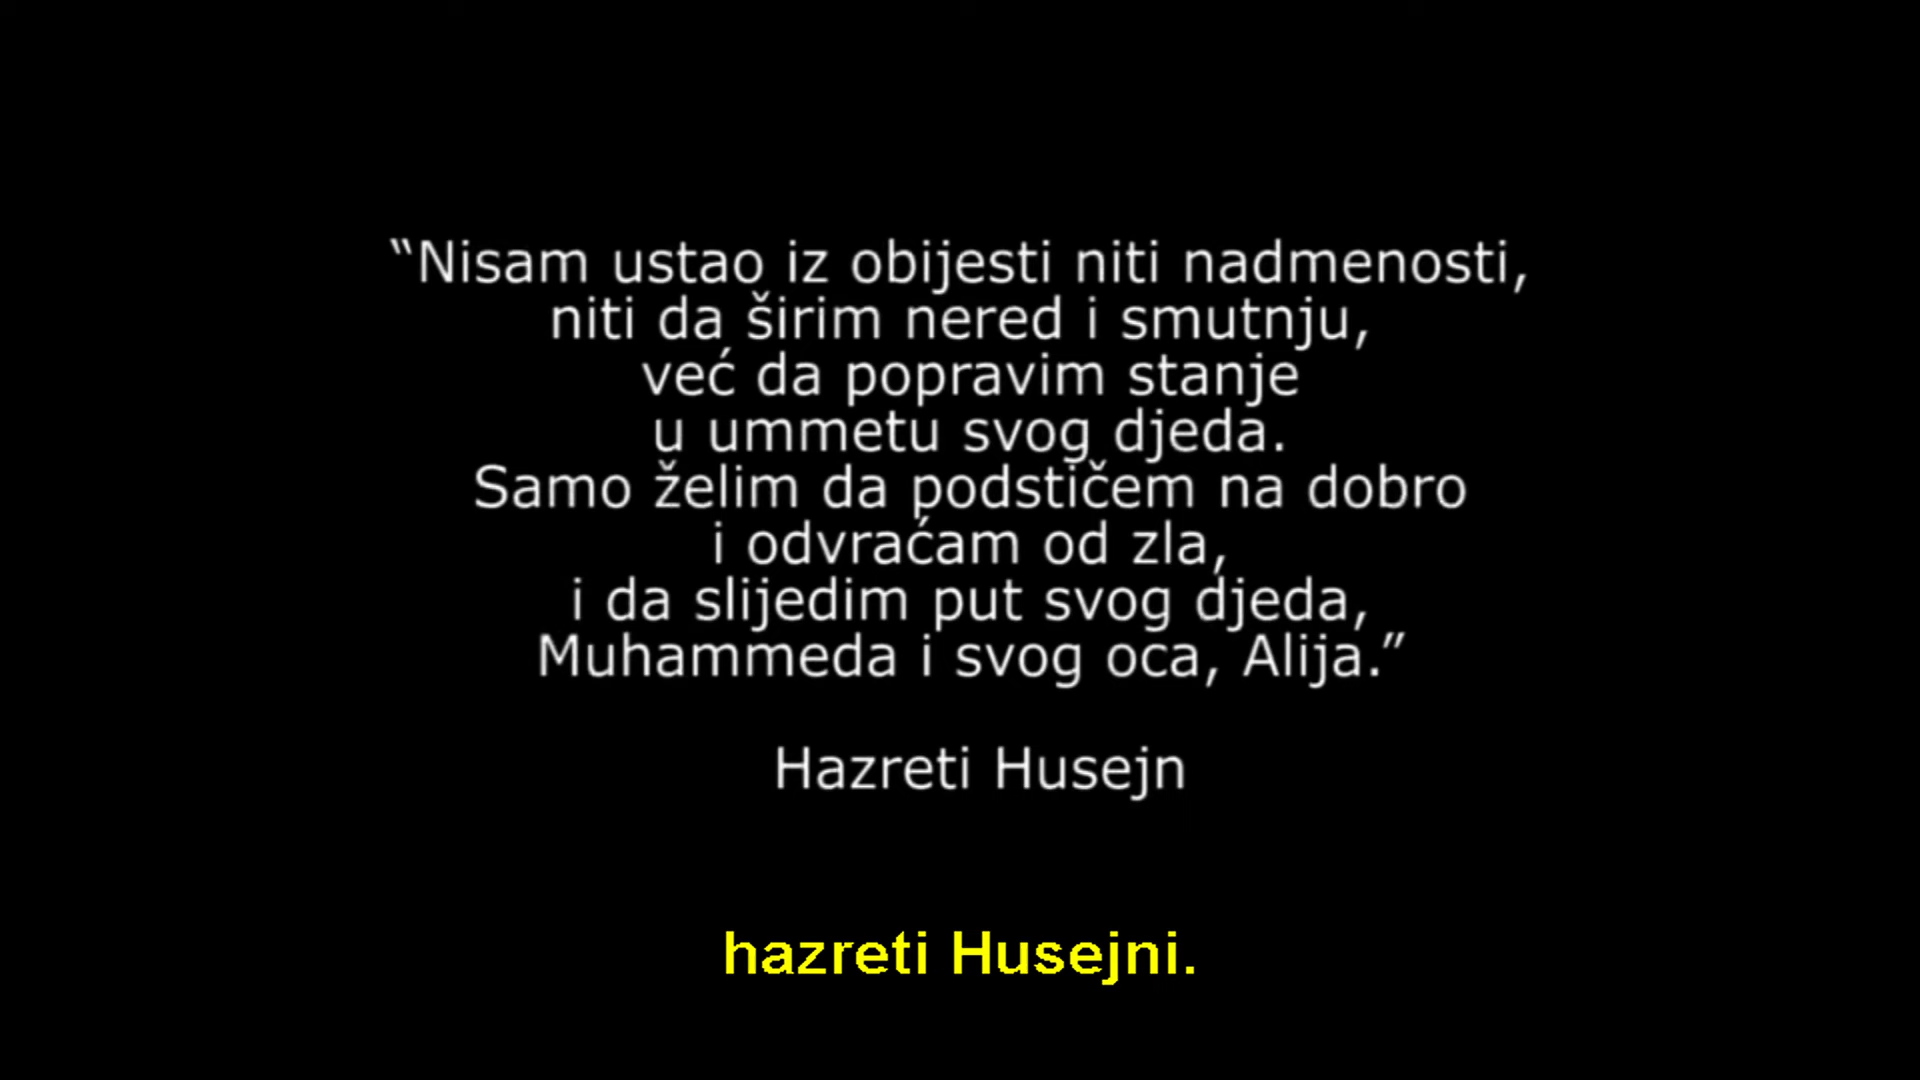 “Nisam ustao iz obijesti niti nadmenosti,
niti da širim nered i smutnju,
već da popravim stanje
u ummetu svog djeda.
Samo želim da podstičem na dobro
i odvraćam od zla,
i da slijedim put svog djeda,
Muhammeda i svog oca, Alija.”
Hazreti Husejn
hazreti Husejni.